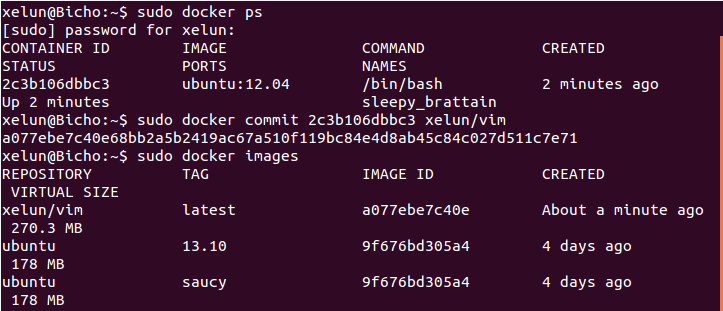 xelun@Bicho:~$ sudo docker ps
[sudo] password for xelun:
CONTAINER ID IMAGE COMMAND CREATED
STATUS PORTS NAMES
2c3b106dbbc3 ubuntu:12.04 /bin/bash 2 minutes ago
Up 2 minutes sleepy_brattain
xelun@Bicho:~$ sudo docker commit 2c3b106dbbc3 xelun/vim
a077ebe7c40e68bb2a5b2419ac67a510f119bc84e4d8ab45c84c027d511c7e71
xelun@Bicho:~$ sudo docker images
REPOSITORY TAG IMAGE ID CREATED
VIRTUAL SIZE
xelun/vim latest a077ebe7c40e About a minute ago
270.3 MB
ubuntu 13.10 9f676bd305a4 4 days ago
178 MB
ubuntu saucy 9f676bd305a4 4 days ago
178 MB